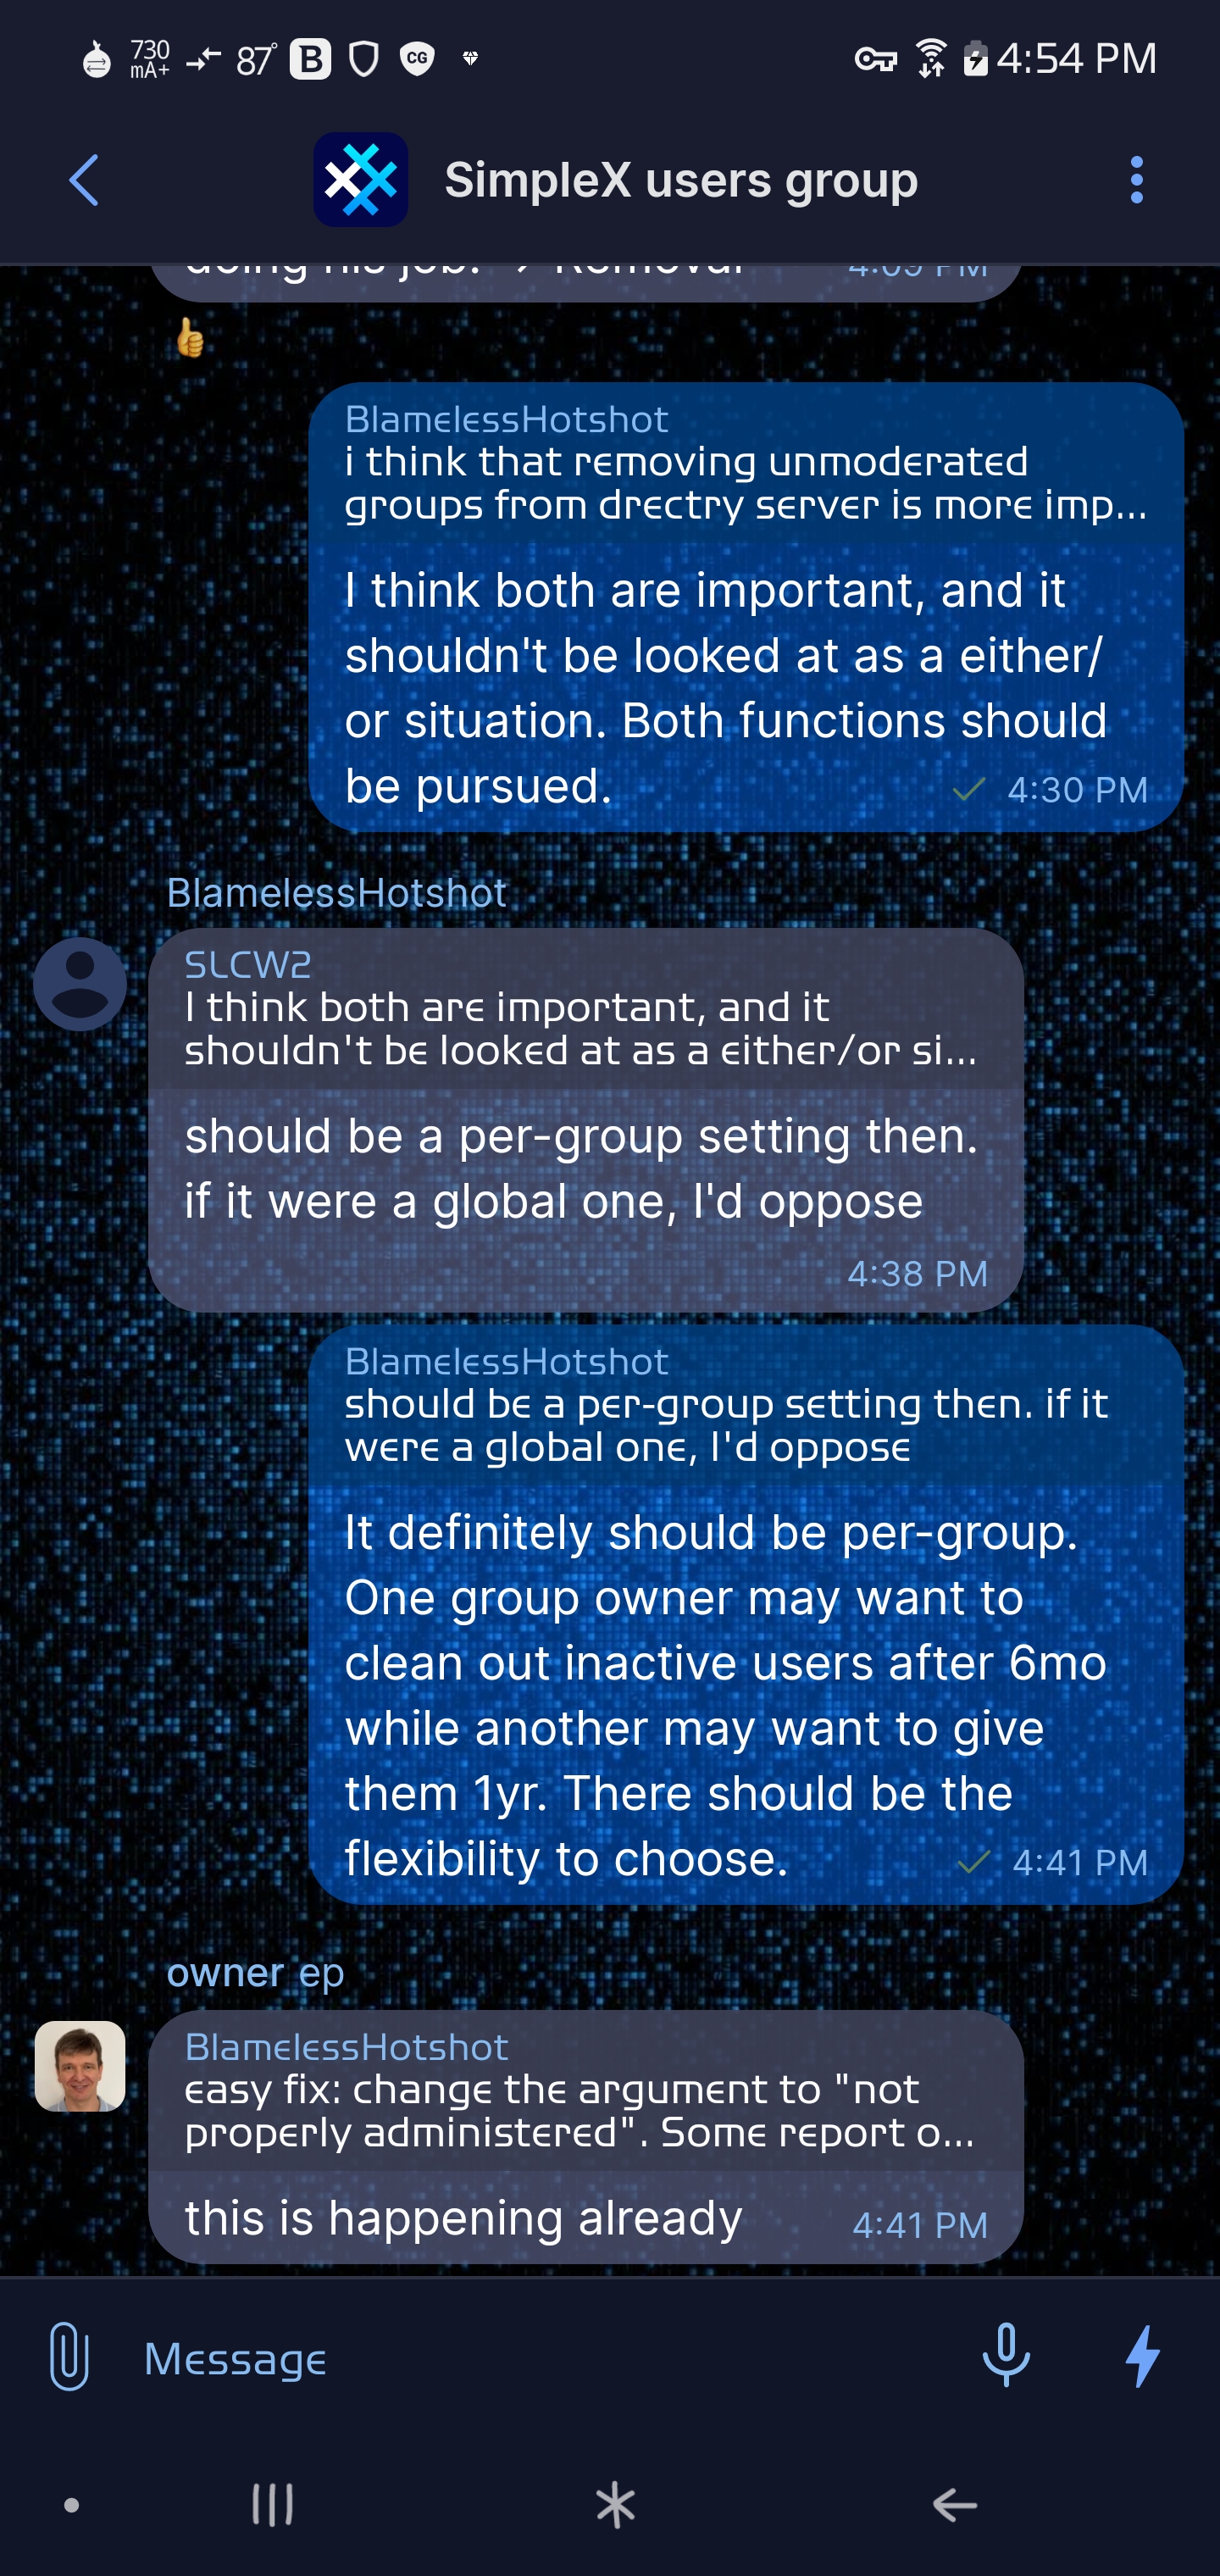 730
mA+
87°
B
CG
4:54 PM
SimpleX users group
doing his job. -> Removal 4:09 PM
BlamelessHotshot
i think that removing unmoderated
groups from drectry server is more imp...
I think both are important, and it
shouldn't be looked at as a either/
or situation. Both functions should
be pursued. 4:30 PM
BlamelessHotshot
SLCW2
I think both are important, and it
shouldn't be looked at as a either/or si...
should be a per-group setting then.
if it were a global one, I'd oppose
4:38 PM
BlamelessHotshot
should be a per-group setting then. if it
were a global one, I'd oppose
It definitely should be per-group.
One group owner may want to
clean out inactive users after 6mo
while another may want to give
them 1yr. There should be the
flexibility to choose. 4:41 PM
owner ep
BlamelessHotshot
easy fix: change the argument to "not
properly administered". Some report o...
this is happening already 4:41 PM
Message